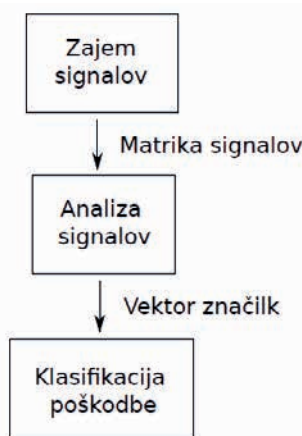 Zajem
signalov
Matrika signalov
Analiza
signalov
Vektor značilk
Klasifikacija
poškodbe